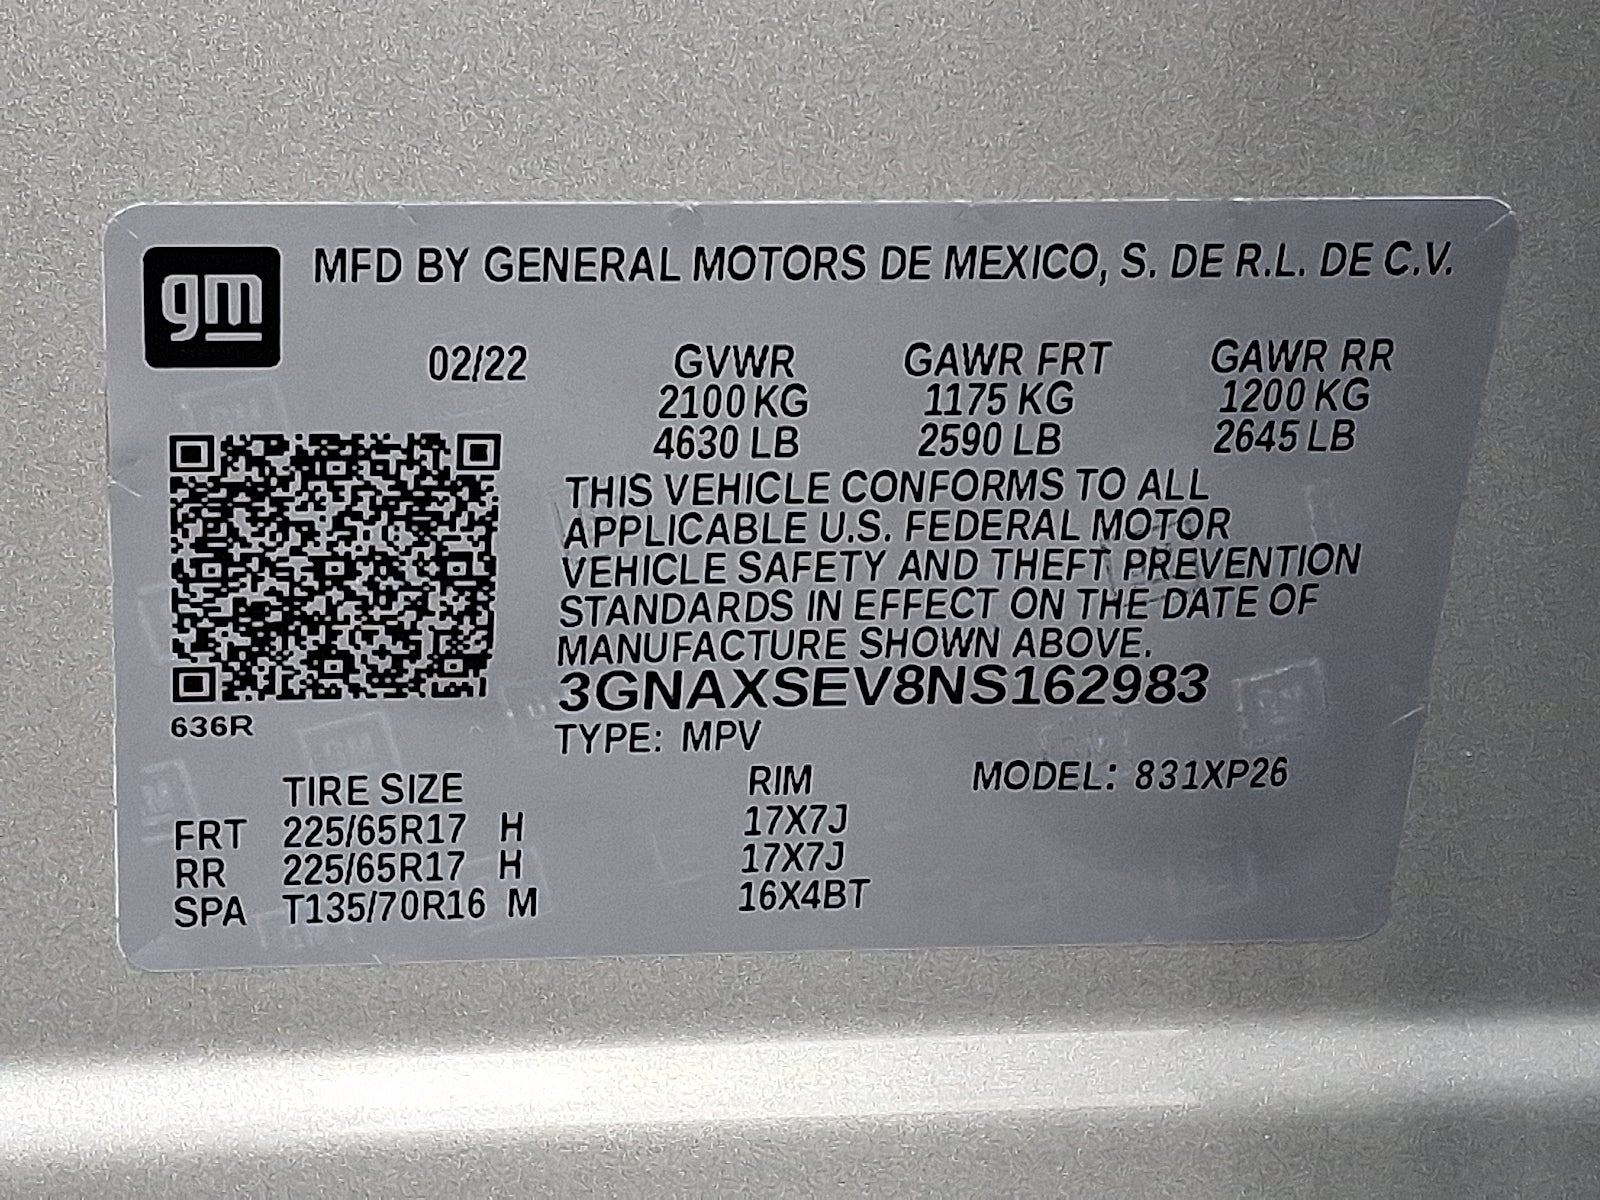 gm
MFD BY GENERAL MOTORS DE MEXICO, S. DE R.L. DE C.V.
02/22 GVWR GAWR FRT GAWR RR
2100 KG 1175 KG 1200 KG
4630 LB 2590 LB 2645 LB
THIS VEHICLE CONFORMS TO ALL
APPLICABLE U.S. FEDERAL MOTOR
VEHICLE SAFETY AND THEFT PREVENTION
STANDARDS IN EFFECT ON THE DATE OF
MANUFACTURE SHOWN ABOVE.
3GNAXSEV8NS162983
636R
TYPE: MPV
TIRE SIZE RIM MODEL: 831XP26
FRT 225/65R17 H 17X7J
RR 225/65R17 H 17X7J
SPA T135/70R16 M 16X4BT